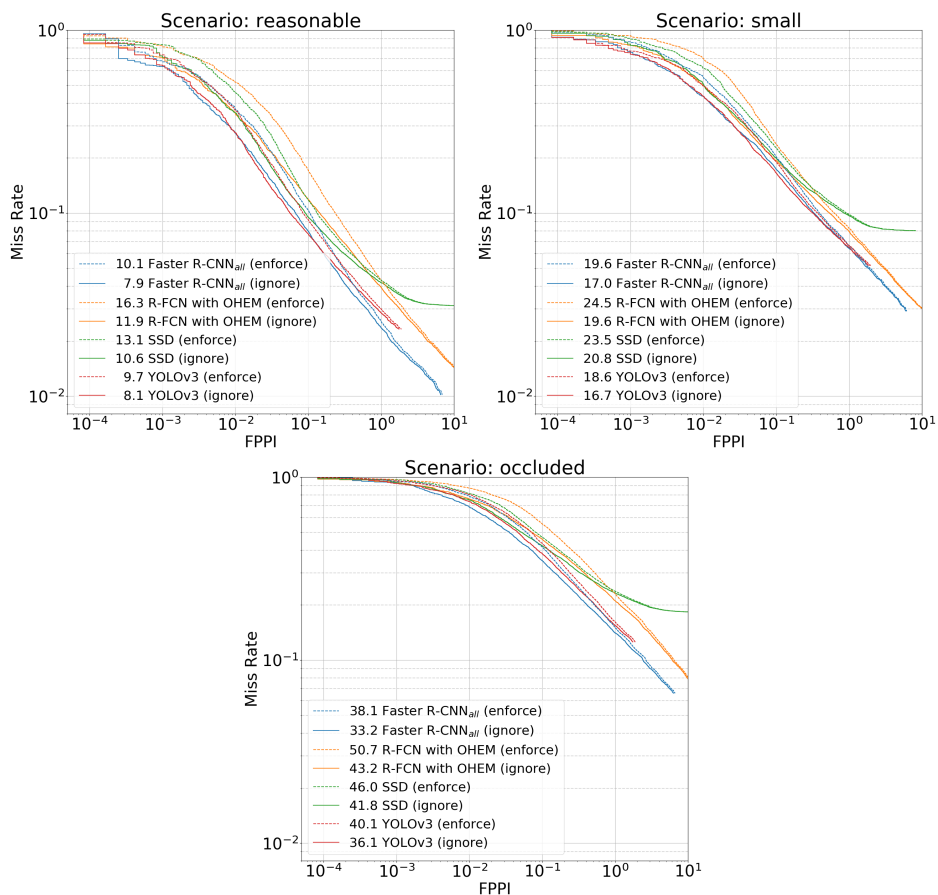 Scenario: reasonable
Miss Rate
10⁰
10⁻¹
10⁻²
10.1 Faster R-CNNₐₗₗ (enforce)
7.9 Faster R-CNNₐₗₗ (ignore)
16.3 R-FCN with OHEM (enforce)
11.9 R-FCN with OHEM (ignore)
13.1 SSD (enforce)
10.6 SSD (ignore)
9.7 YOLOv3 (enforce)
8.1 YOLOv3 (ignore)
10⁻⁴ 10⁻³ 10⁻² 10⁻¹ 10⁰ 10¹
FPPI
Scenario: small
Miss Rate
10⁰
10⁻¹
10⁻²
19.6 Faster R-CNNₐₗₗ (enforce)
17.0 Faster R-CNNₐₗₗ (ignore)
24.5 R-FCN with OHEM (enforce)
19.6 R-FCN with OHEM (ignore)
23.5 SSD (enforce)
20.8 SSD (ignore)
18.6 YOLOv3 (enforce)
16.7 YOLOv3 (ignore)
10⁻⁴ 10⁻³ 10⁻² 10⁻¹ 10⁰ 10¹
FPPI
Scenario: occluded
Miss Rate
10⁰
10⁻¹
10⁻²
38.1 Faster R-CNNₐₗₗ (enforce)
33.2 Faster R-CNNₐₗₗ (ignore)
50.7 R-FCN with OHEM (enforce)
43.2 R-FCN with OHEM (ignore)
46.0 SSD (enforce)
41.8 SSD (ignore)
40.1 YOLOv3 (enforce)
36.1 YOLOv3 (ignore)
10⁻⁴ 10⁻³ 10⁻² 10⁻¹ 10⁰ 10¹
FPPI